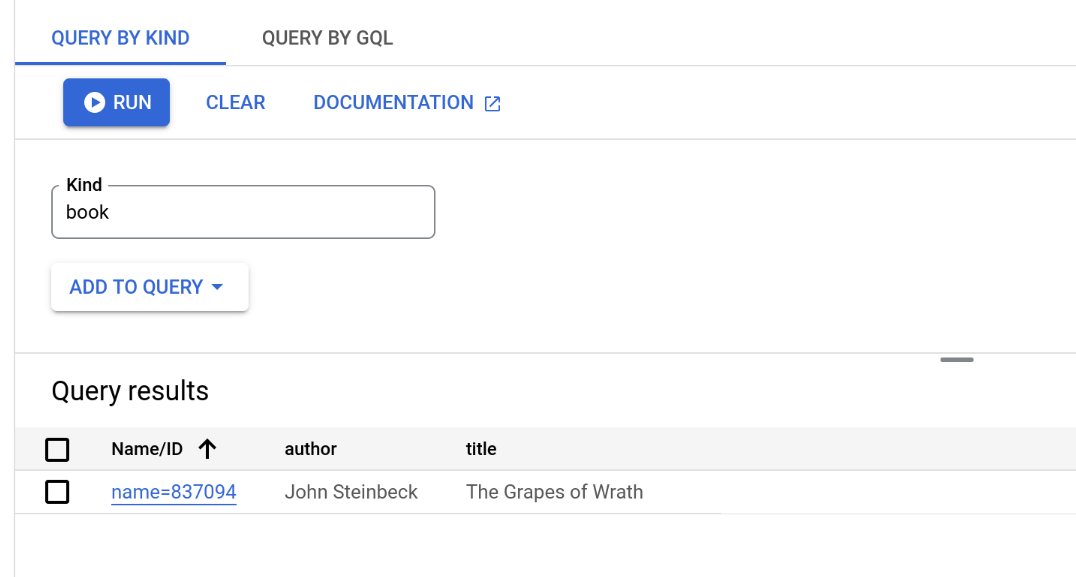 QUERY BY KIND QUERY BY GQL
RUN CLEAR DOCUMENTATION
Kind
book
ADD TO QUERY
Query results
Name/ID author title
name=837094 John Steinbeck The Grapes of Wrath